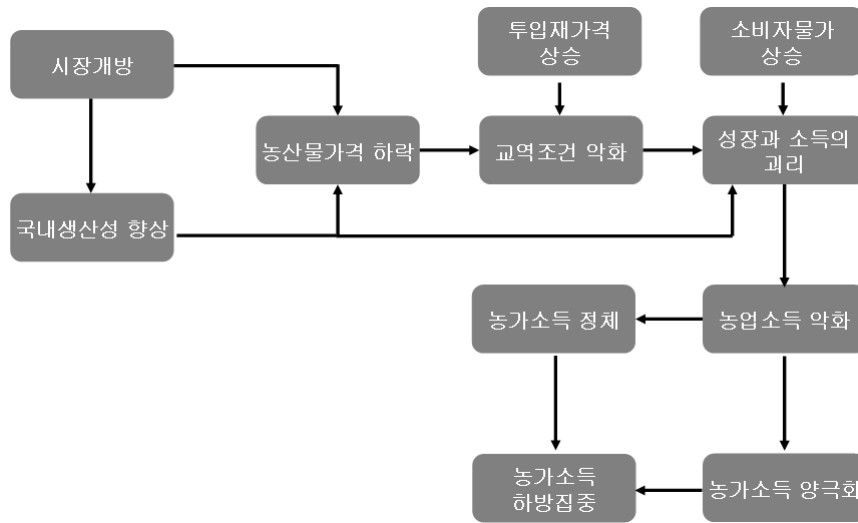 투입재가격
상승
소비자물가
상승
시장개방
농산물가격 하락
교역조건 악화
성장과 소득의
괴리
국내생산성 향상
농가소득 정체
농업소득 악화
농가소득
하방집중
농가소득 양극화